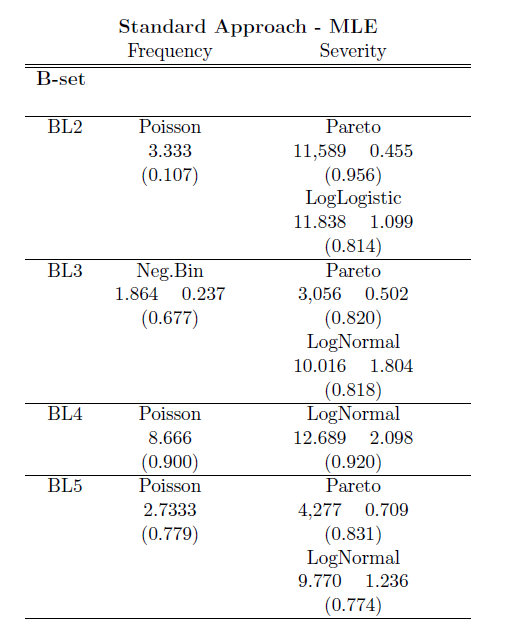 Standard Approach - MLE
Frequency Severity
B-set
BL2 Poisson Pareto
3.333 11,589 0.455
(0.107) (0.956)
LogLogistic
11.838 1.099
(0.814)
BL3 Neg.Bin Pareto
1.864 0.237 3,056 0.502
(0.677) (0.820)
LogNormal
10.016 1.804
(0.818)
BL4 Poisson LogNormal
8.666 12.689 2.098
(0.900) (0.920)
BL5 Poisson Pareto
2.7333 4,277 0.709
(0.779) (0.831)
LogNormal
9.770 1.236
(0.774)